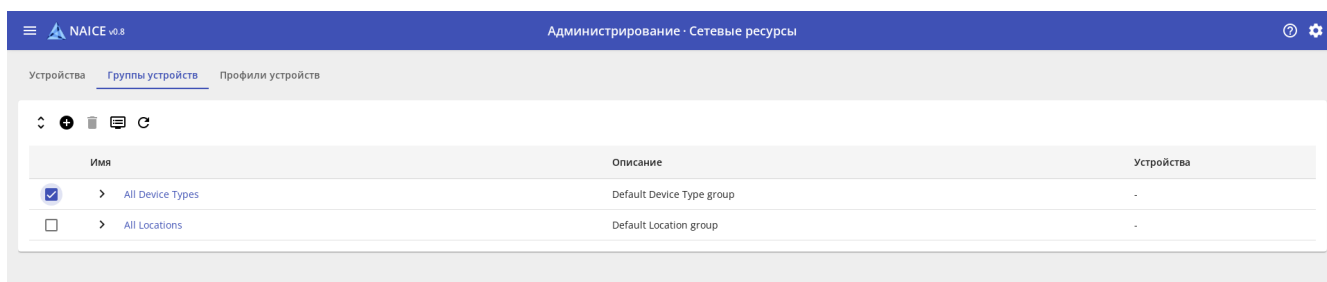 NAICE v0.8 Администрирование · Сетевые ресурсы
Устройства Группы устройств Профили устройств
Имя Описание Устройства
All Device Types Default Device Type group -
All Locations Default Location group -